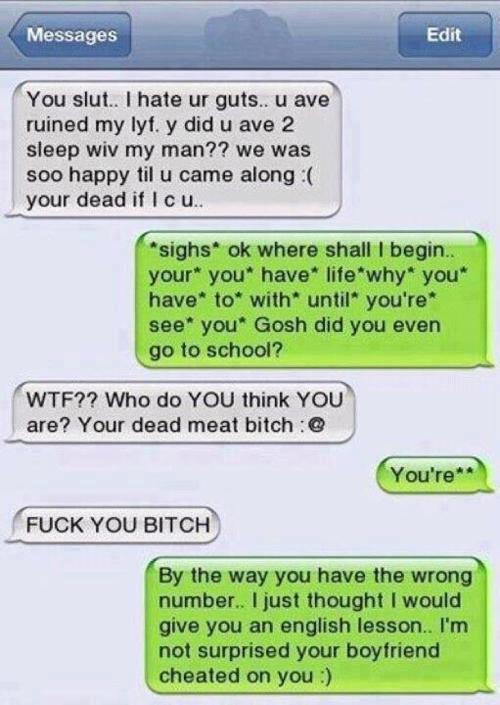 Messages
Edit
You slut.. I hate ur guts.. u ave
ruined my lyf. y did u ave 2
sleep wiv my man?? we was
soo happy til u came along :(
your dead if I c u..
*sighs* ok where shall I begin..
your* you* have* life*why* you*
have* to* with* until* you're*
see* you* Gosh did you even
go to school?
WTF?? Who do YOU think YOU
are? Your dead meat bitch :@
You're**
FUCK YOU BITCH
By the way you have the wrong
number.. I just thought I would
give you an english lesson.. I'm
not surprised your boyfriend
cheated on you :)